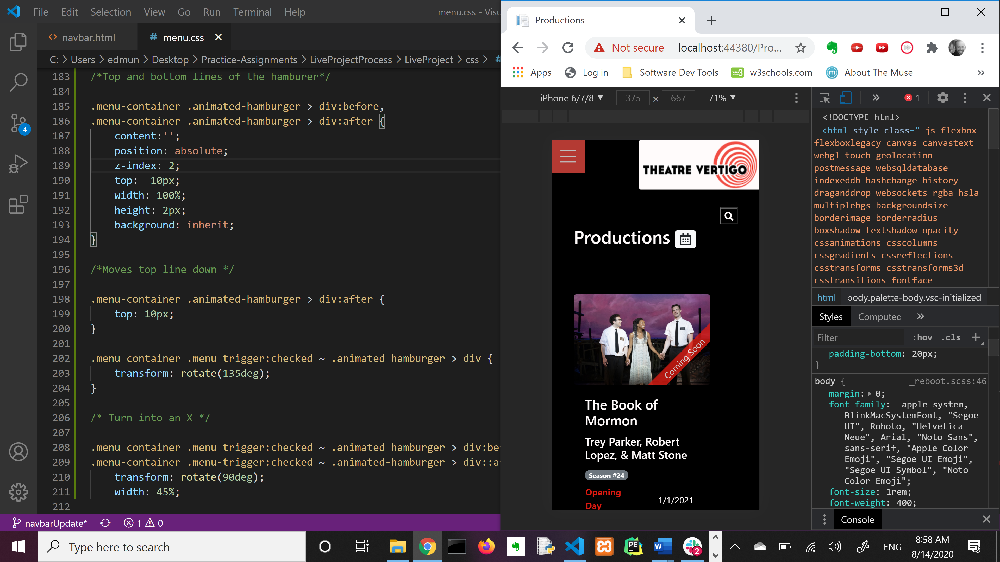 File Edit Selection View Go Run Terminal Help menu.css - Visu
navbar.html # menu.css
C: > Users > edmun > Desktop > Practice-Assignments > LiveProjectProcess > LiveProject > css > #
183 /*Top and bottom lines of the hamburer*/
184
185 .menu-container .animated-hamburger > div:before,
186 .menu-container .animated-hamburger > div:after {
187 content:'';
188 position: absolute;
189 z-index: 2;
190 top: -10px;
191 width: 100%;
192 height: 2px;
193 background: inherit;
194 }
195
196 /*Moves top line down */
197
198 .menu-container .animated-hamburger > div:after {
199 top: 10px;
200 }
201
202 .menu-container .menu-trigger:checked ~ .animated-hamburger > div {
203 transform: rotate(135deg);
204 }
205
206 /* Turn into an X */
207
208 .menu-container .menu-trigger:checked ~ .animated-hamburger > div:be
209 .menu-container .menu-trigger:checked ~ .animated-hamburger > div::a
210 transform: rotate(90deg);
211 width: 45%;
212
4
navbarUpdate* 1 0
Productions
Not secure localhost:44380/Pro...
Apps Log in Software Dev Tools w3schools.com About The Muse »
iPhone 6/7/8 375 × 667 71%
THEATRE VERTIGO
Productions
Coming Soon
The Book of
Mormon
Trey Parker, Robert
Lopez, & Matt Stone
Season #24
Opening
Day
1/1/2021
» 1
<!DOCTYPE html>
<html style class=" js flexbox
flexboxlegacy canvas canvastext
webgl touch geolocation
postmessage websqldatabase
indexeddb hashchange history
draganddrop websockets rgba hsla
multiplebgs backgroundsize
borderimage borderradius
boxshadow textshadow opacity
cssanimations csscolumns
cssgradients cssreflections
csstransforms csstransforms3d
csstransitions fontface
html body.palette-body.vsc-initialized
Styles Computed »
Filter :hov .cls +
padding-bottom: 20px;
}
body { _reboot.scss:46
margin: 0;
font-family: -apple-system,
BlinkMacSystemFont, "Segoe
UI", Roboto, "Helvetica
Neue", Arial, "Noto Sans",
sans-serif, "Apple Color
Emoji", "Segoe UI Emoji",
"Segoe UI Symbol", "Noto
Color Emoji";
font-size: 1rem;
font-weight: 400;
Console
Type here to search
PE W 2
ENG
8:58 AM
8/14/2020